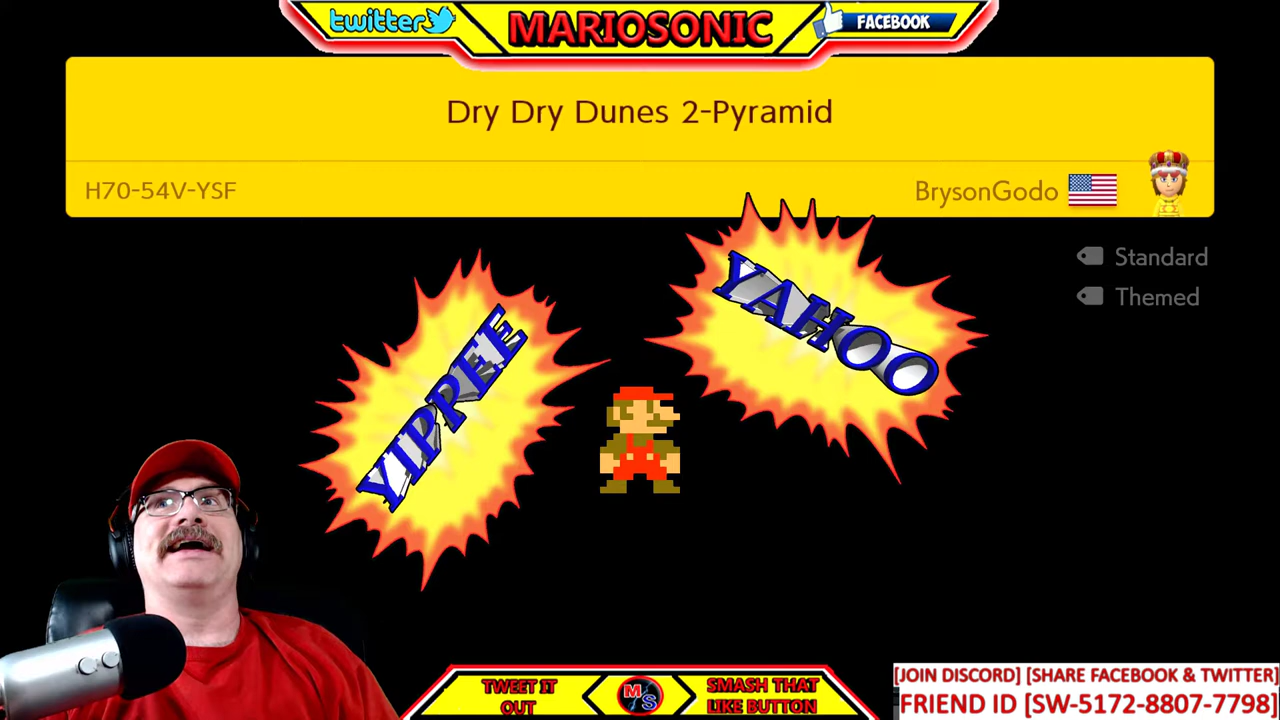 twitter
MARIOSONIC
FACEBOOK
Dry Dry Dunes 2-Pyramid
H70-54V-YSF
BrysonGodo
Standard
Themed
YIPPEE
YAHOO
TWEET IT
OUT
MS
SMASH THAT
LIKE BUTTON
[JOIN DISCORD] [SHARE FACEBOOK & TWITTER]
FRIEND ID [SW-5172-8807-7798]